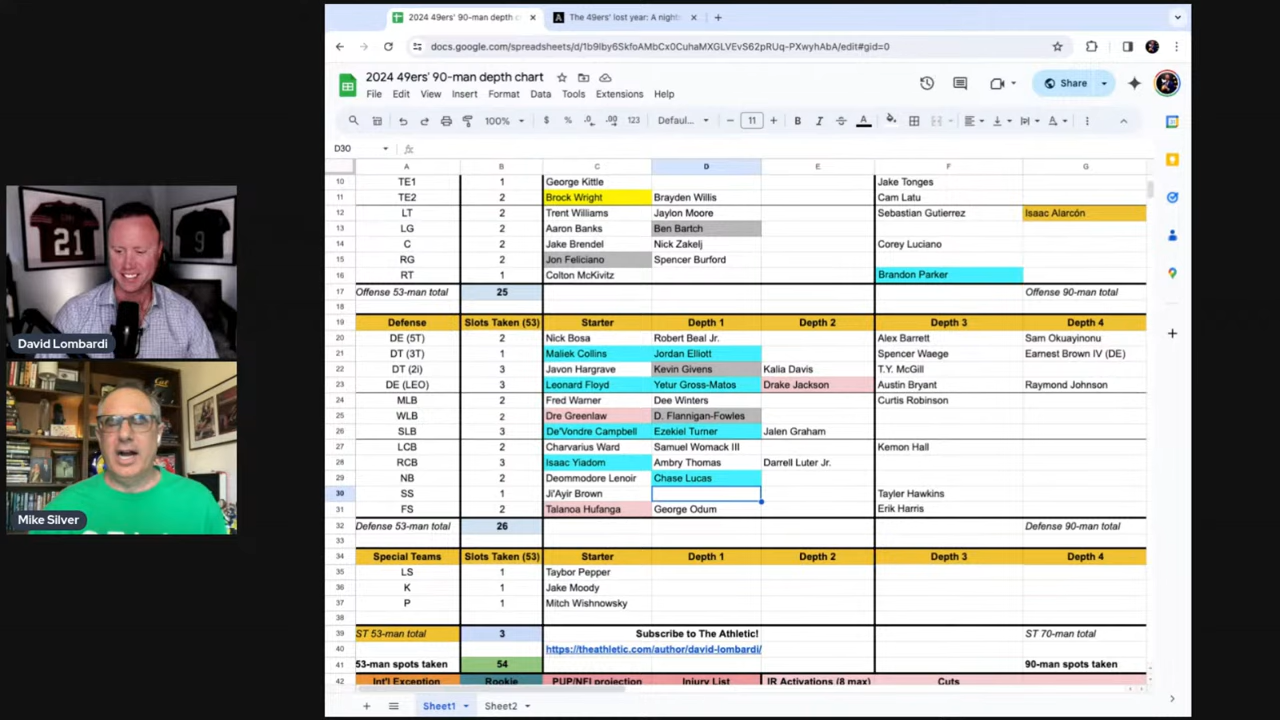 2024 49ers' 90-man depth c
The 49ers' lost year: A night
docs.google.com/spreadsheets/d/1b9Iby6SkfoAMbCx0CuhaMXGLVEvS62pRUq-PXwyhAbA/edit#gid=0
2024 49ers' 90-man depth chart
File Edit View Insert Format Data Tools Extensions Help
Share
100% $ % .0 .00 123 Defaul... 11 B I A
D30 fx
A B C D E F G
10 TE1 1 George Kittle Jake Tonges
11 TE2 2 Brock Wright Brayden Willis Cam Latu
12 LT 2 Trent Williams Jaylon Moore Sebastian Gutierrez Isaac Alarcón
13 LG 2 Aaron Banks Ben Bartch
14 C 2 Jake Brendel Nick Zakelj Corey Luciano
15 RG 2 Jon Feliciano Spencer Burford
16 RT 1 Colton McKivitz Brandon Parker
17 Offense 53-man total 25 Offense 90-man total
18
19 Defense Slots Taken (53) Starter Depth 1 Depth 2 Depth 3 Depth 4
20 DE (5T) 2 Nick Bosa Robert Beal Jr. Alex Barrett Sam Okuayinonu
21 DT (3T) 1 Maliek Collins Jordan Elliott Spencer Waege Earnest Brown IV (DE)
22 DT (2i) 2 Javon Hargrave Kevin Givens Kalia Davis T.Y. McGill
23 DE (LEO) 3 Leonard Floyd Yetur Gross-Matos Drake Jackson Austin Bryant Raymond Johnson
24 MLB 2 Fred Warner Dee Winters Curtis Robinson
25 WLB 2 Dre Greenlaw D. Flannigan-Fowles
26 SLB 3 De'Vondre Campbell Ezekiel Turner Jalen Graham
27 LCB 2 Charvarius Ward Samuel Womack III Kemon Hall
28 RCB 3 Isaac Yiadom Ambry Thomas Darrell Luter Jr.
29 NB 2 Deommodore Lenoir Chase Lucas
30 SS 1 Ji'Ayir Brown Tayler Hawkins
31 FS 2 Talanoa Hufanga George Odum Erik Harris
32 Defense 53-man total 26 Defense 90-man total
33
34 Special Teams Slots Taken (53) Starter Depth 1 Depth 2 Depth 3 Depth 4
35 LS 1 Taybor Pepper
36 K 1 Jake Moody
37 P 1 Mitch Wishnowsky
38
39 ST 53-man total 3 Subscribe to The Athletic! ST 70-man total
40 https://theathletic.com/author/david-lombardi/
41 53-man spots taken 54 90-man spots taken
42 Int'l Exception Rookie PUP/NFI projection Injury List IR Activations (8 max) Cuts
Sheet1 Sheet2
21
9
David Lombardi
Mike Silver